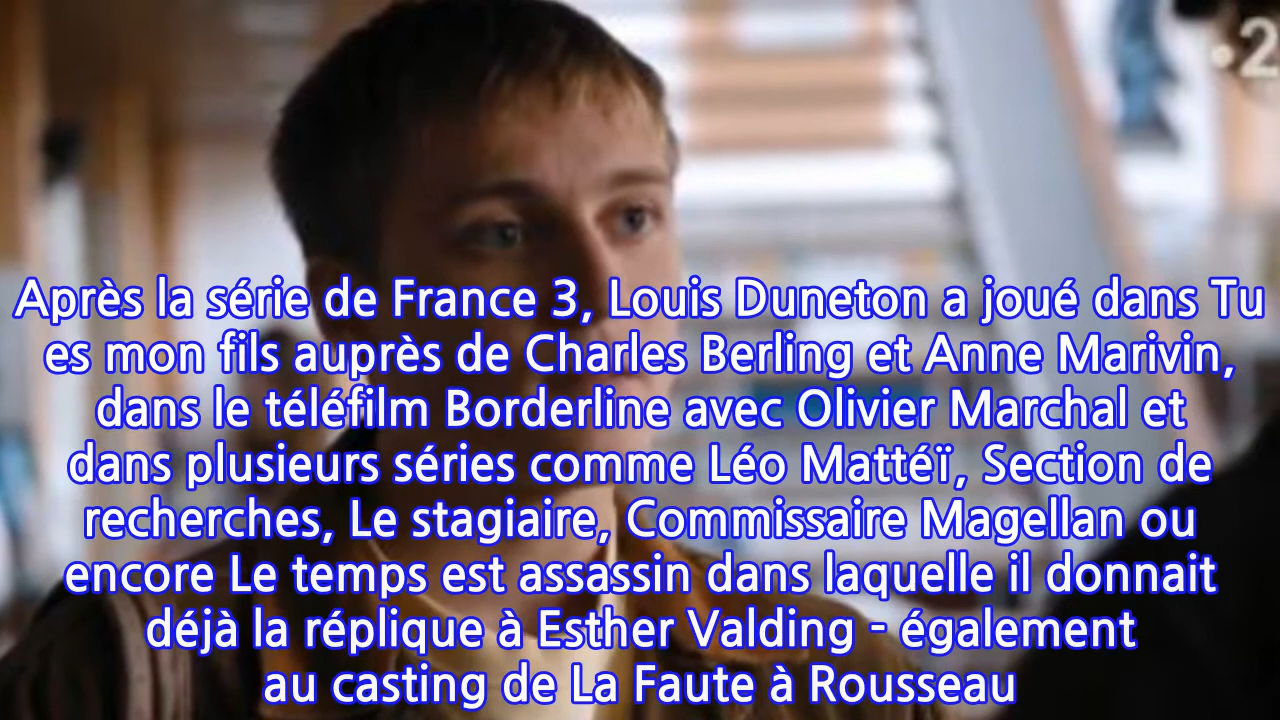 •2
Après la série de France 3, Louis Duneton a joué dans Tu
es mon fils auprès de Charles Berling et Anne Marivin,
dans le téléfilm Borderline avec Olivier Marchal et
dans plusieurs séries comme Léo Mattéï, Section de
recherches, Le stagiaire, Commissaire Magellan ou
encore Le temps est assassin dans laquelle il donnait
déjà la réplique à Esther Valding - également
au casting de La Faute à Rousseau